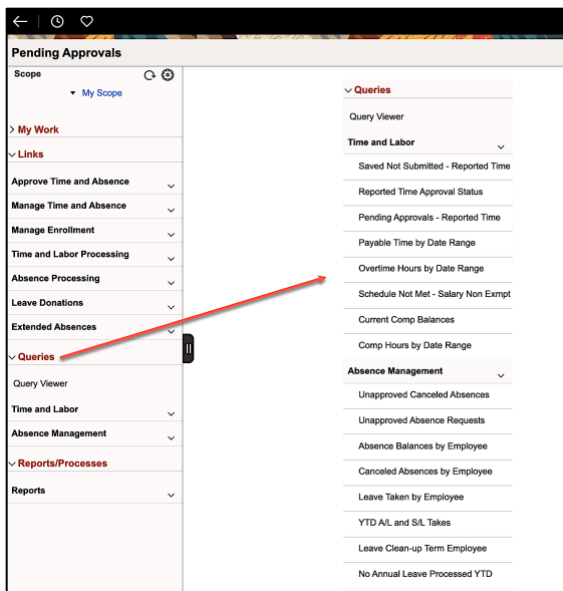 Pending Approvals
Scope
My Scope
My Work
Links
Approve Time and Absence
Manage Time and Absence
Manage Enrollment
Time and Labor Processing
Absence Processing
Leave Donations
Extended Absences
Queries
Query Viewer
Time and Labor
Absence Management
Reports/Processes
Reports
Queries
Query Viewer
Time and Labor
Saved Not Submitted - Reported Time
Reported Time Approval Status
Pending Approvals - Reported Time
Payable Time by Date Range
Overtime Hours by Date Range
Schedule Not Met - Salary Non Exmpt
Current Comp Balances
Comp Hours by Date Range
Absence Management
Unapproved Canceled Absences
Unapproved Absence Requests
Absence Balances by Employee
Canceled Absences by Employee
Leave Taken by Employee
YTD A/L and S/L Takes
Leave Clean-up Term Employee
No Annual Leave Processed YTD